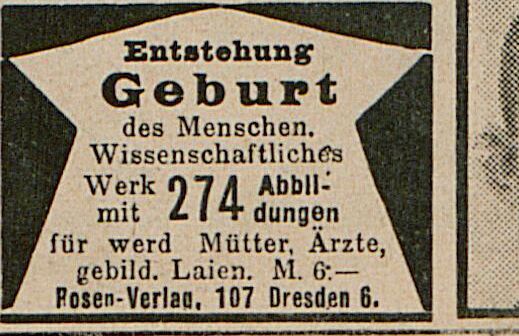 Entstehung
Geburt
des Menschen.
Wissenschaftliches
Werk 274 Abbil-
mit dungen
für werd Mütter, Ärzte,
gebild. Laien. M. 6.—
Rosen-Verlag, 107 Dresden 6.